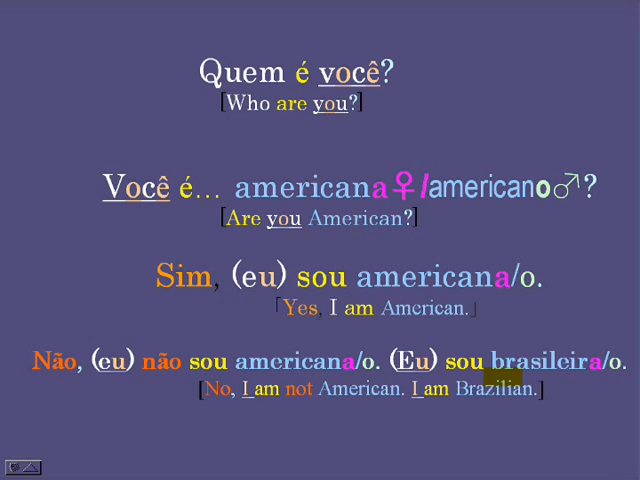 Quem é você?
[Who are you?]
Você é... americana♀/americano♂?
[Are you American?]
Sim, (eu) sou americana/o.
「Yes, I am American.」
Não, (eu) não sou americana/o. (Eu) sou brasileira/o.
[No, I am not American. I am Brazilian.]